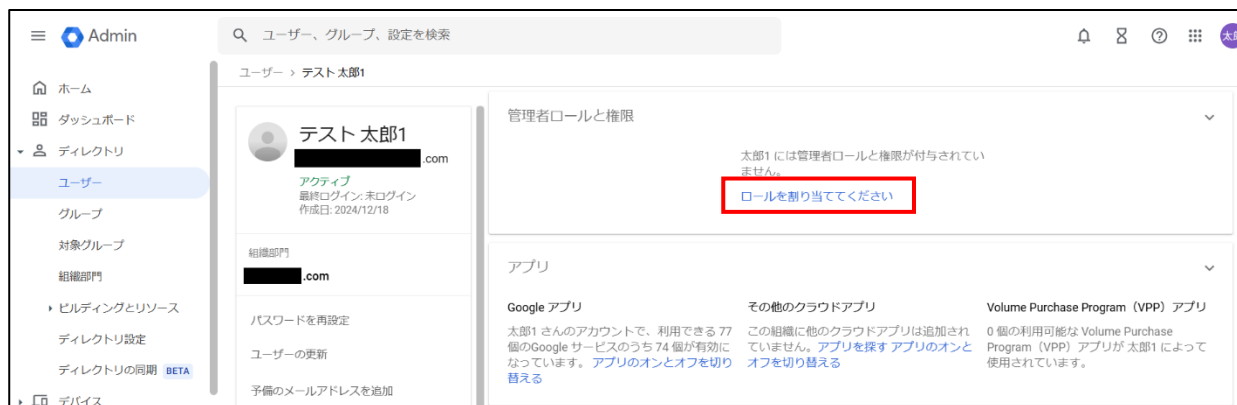 Admin
ユーザー、グループ、設定を検索
太郎
ユーザー > テスト 太郎1
ホーム
ダッシュボード
ディレクトリ
ユーザー
グループ
対象グループ
組織部門
ビルディングとリソース
ディレクトリ設定
ディレクトリの同期 BETA
デバイス
テスト 太郎1
.com
アクティブ
最終ログイン: 未ログイン
作成日: 2024/12/18
組織部門
.com
パスワードを再設定
ユーザーの更新
予備のメールアドレスを追加
管理者ロールと権限
太郎1 には管理者ロールと権限が付与されてい
ません。
ロールを割り当ててください
アプリ
Google アプリ
太郎1 さんのアカウントで、利用できる 77
個のGoogle サービスのうち 74 個が有効に
なっています。 アプリのオンとオフを切り
替える
その他のクラウドアプリ
この組織に他のクラウドアプリは追加され
ていません。アプリを探す アプリのオンと
オフを切り替える
Volume Purchase Program（VPP）アプリ
0 個の利用可能な Volume Purchase
Program（VPP）アプリが 太郎1 によって
使用されています。